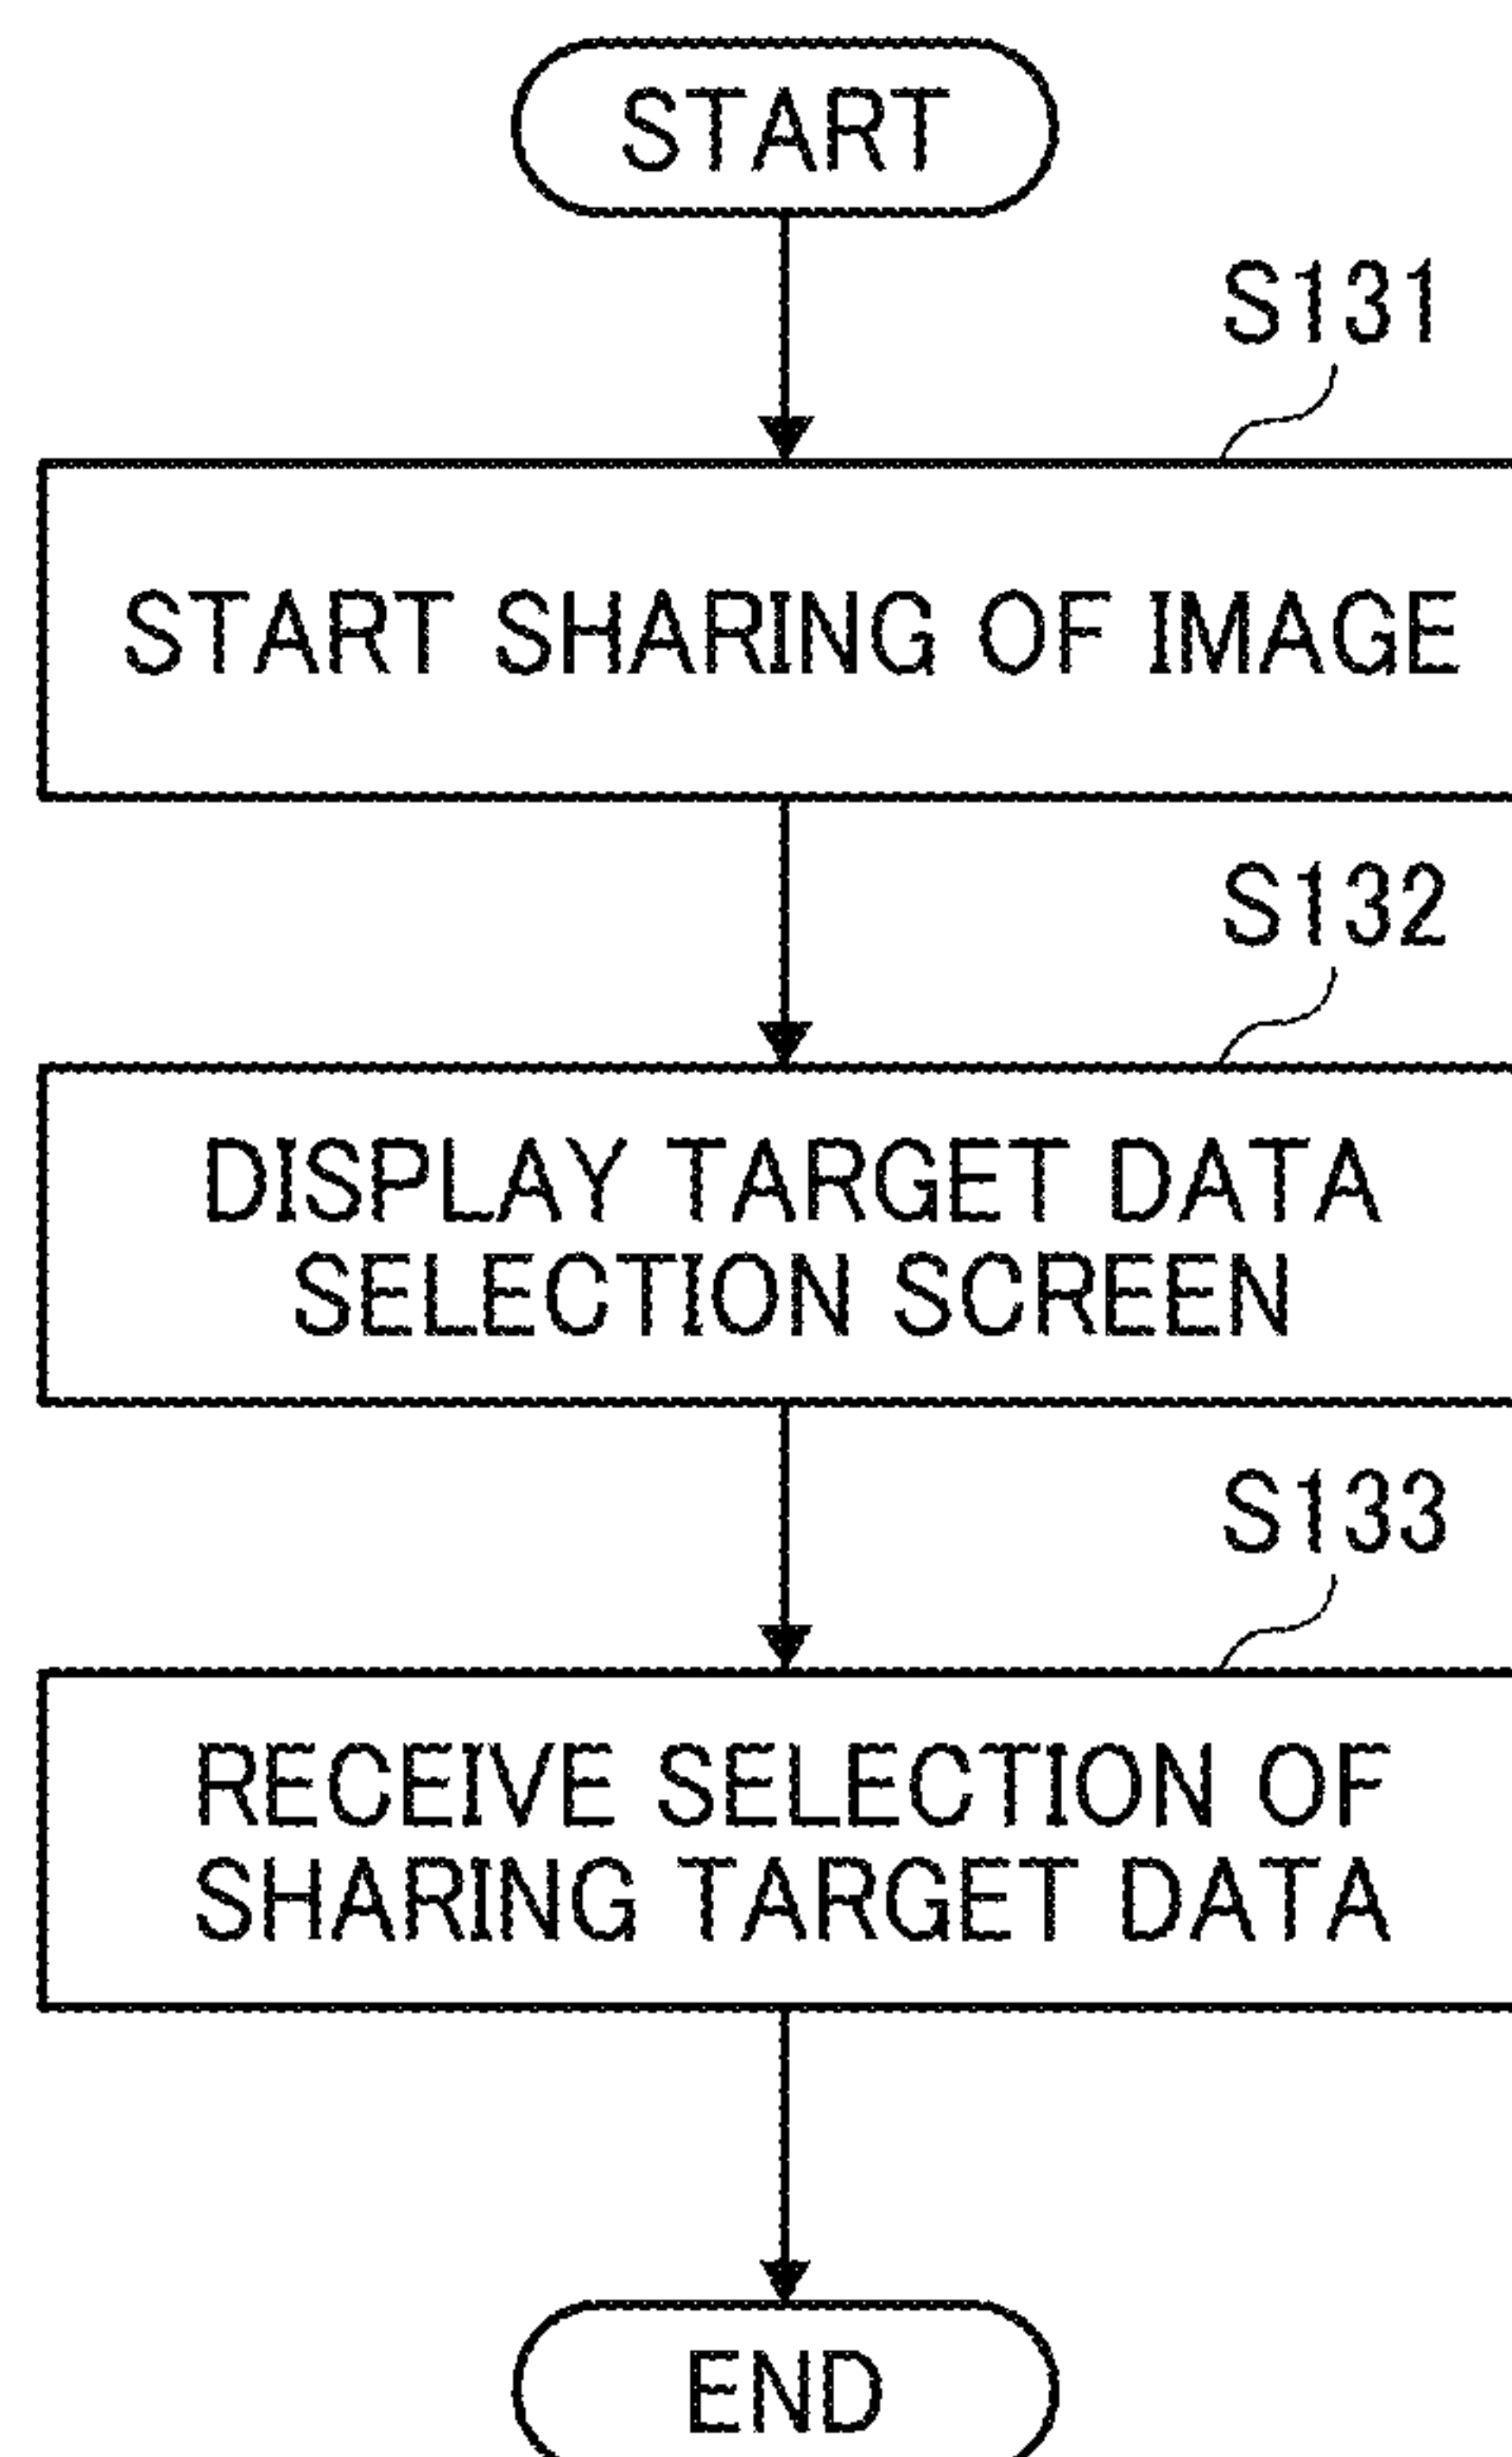 START
S131
START SHARING OF IMAGE
S132
DISPLAY TARGET DATA
SELECTION SCREEN
S133
RECEIVE SELECTION OF
SHARING TARGET DATA
END